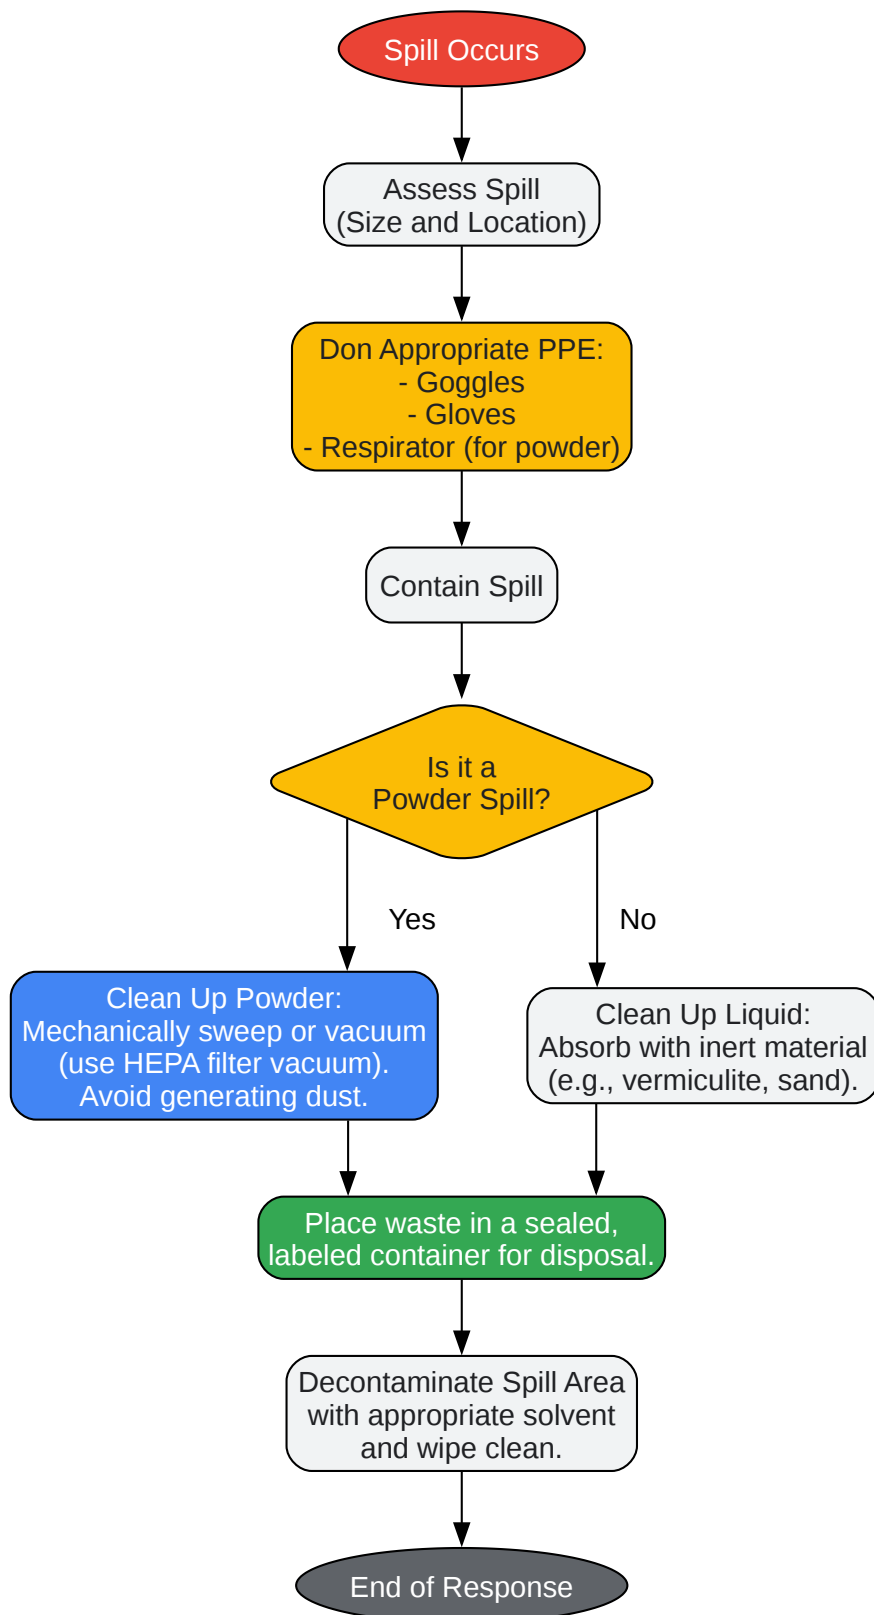 Spill Occurs
Assess Spill
(Size and Location)
Don Appropriate PPE:
- Goggles
- Gloves
- Respirator (for powder)
Contain Spill
Is it a
Powder Spill?
Yes
No
Clean Up Powder:
Mechanically sweep or vacuum
(use HEPA filter vacuum).
Avoid generating dust.
Clean Up Liquid:
Absorb with inert material
(e.g., vermiculite, sand).
Place waste in a sealed,
labeled container for disposal.
Decontaminate Spill Area
with appropriate solvent
and wipe clean.
End of Response